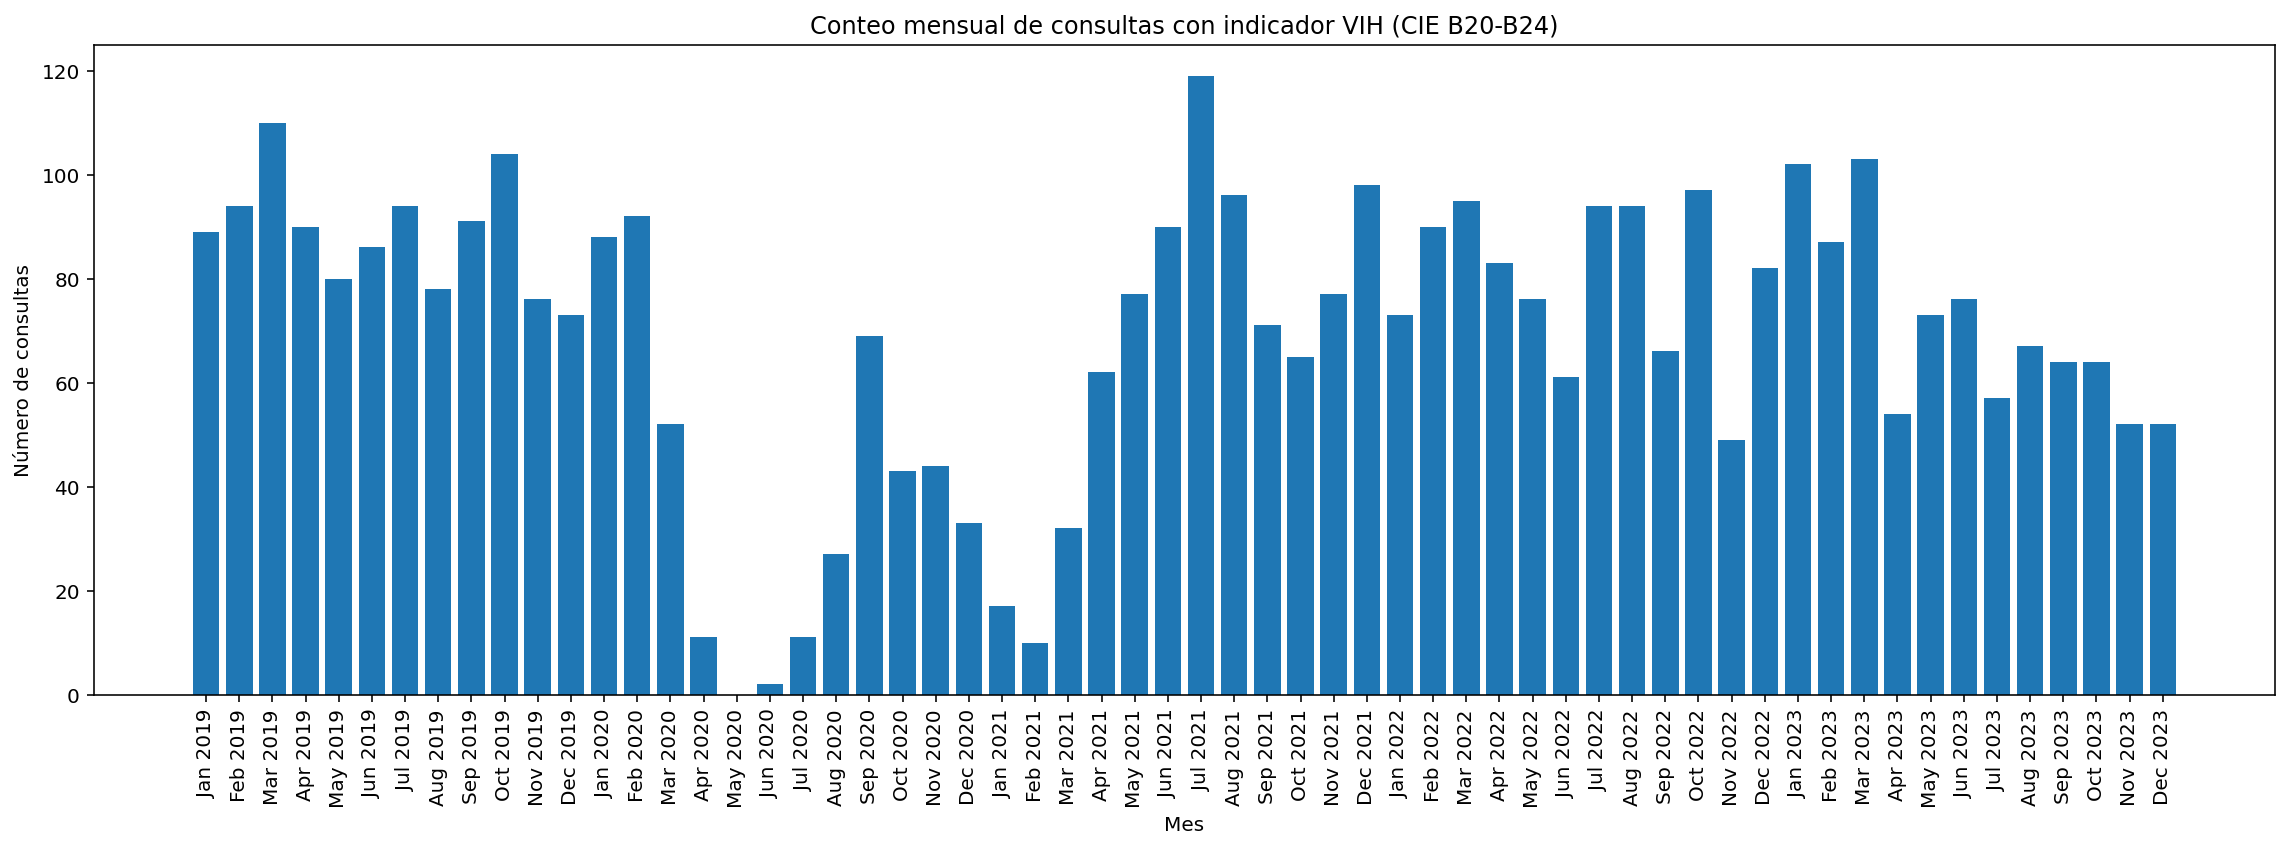 Conteo mensual de consultas con indicador VIH (CIE B20-B24)
Número de consultas
120
100
80
60
40
20
0
Jan 2019
Feb 2019
Mar 2019
Apr 2019
May 2019
Jun 2019
Jul 2019
Aug 2019
Sep 2019
Oct 2019
Nov 2019
Dec 2019
Jan 2020
Feb 2020
Mar 2020
Apr 2020
May 2020
Jun 2020
Jul 2020
Aug 2020
Sep 2020
Oct 2020
Nov 2020
Dec 2020
Jan 2021
Feb 2021
Mar 2021
Apr 2021
May 2021
Jun 2021
Jul 2021
Aug 2021
Sep 2021
Oct 2021
Nov 2021
Dec 2021
Jan 2022
Feb 2022
Mar 2022
Apr 2022
May 2022
Jun 2022
Jul 2022
Aug 2022
Sep 2022
Oct 2022
Nov 2022
Dec 2022
Jan 2023
Feb 2023
Mar 2023
Apr 2023
May 2023
Jun 2023
Jul 2023
Aug 2023
Sep 2023
Oct 2023
Nov 2023
Dec 2023
Mes